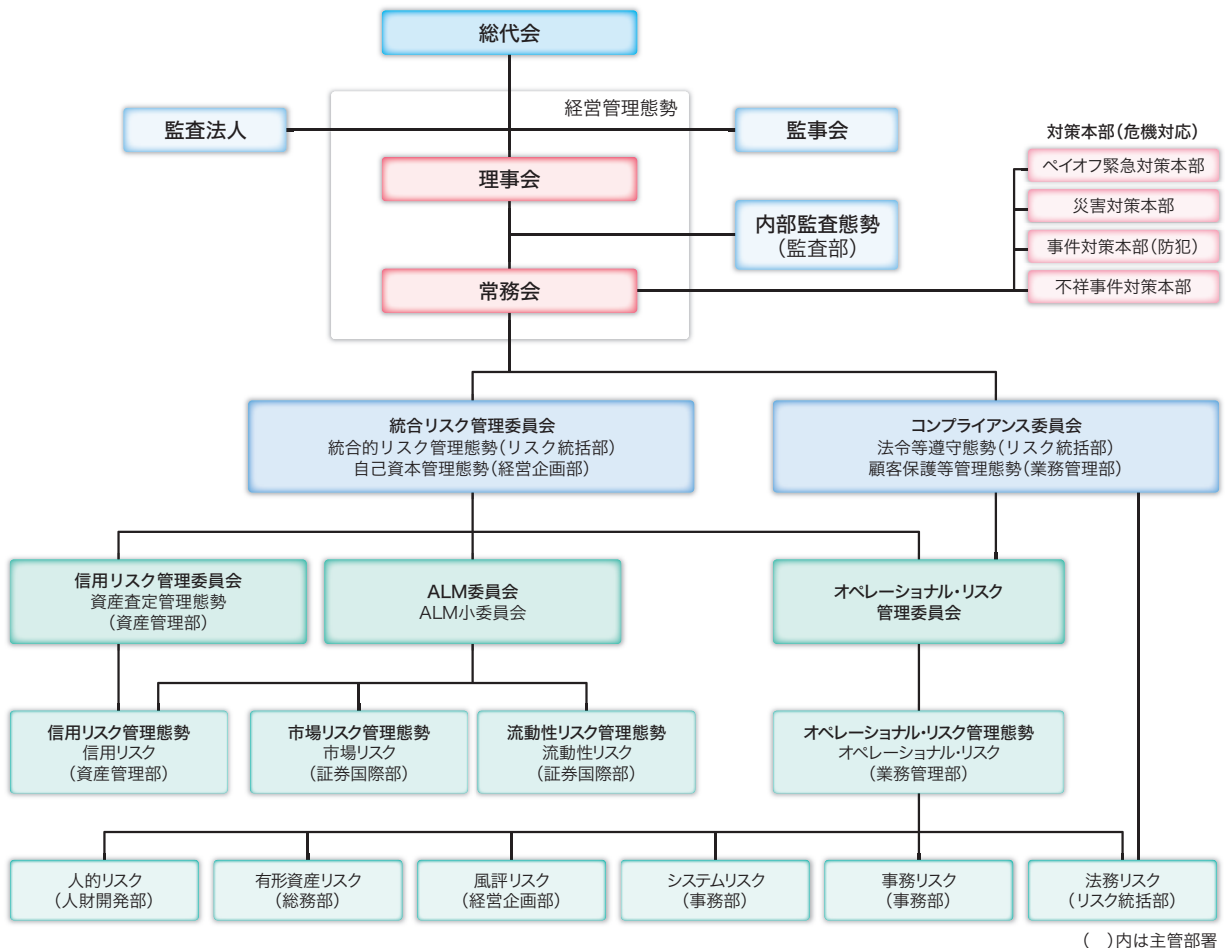 総代会
経営管理態勢
監査法人
監事会
対策本部(危機対応)
理事会
ペイオフ緊急対策本部
災害対策本部
内部監査態勢
(監査部)
事件対策本部(防犯)
常務会
不祥事件対策本部
統合リスク管理委員会
統合的リスク管理態勢(リスク統括部)
自己資本管理態勢(経営企画部)
コンプライアンス委員会
法令等遵守態勢(リスク統括部)
顧客保護等管理態勢(業務管理部)
信用リスク管理委員会
資産査定管理態勢
(資産管理部)
ALM委員会
ALM小委員会
オペレーショナル・リスク
管理委員会
信用リスク管理態勢
信用リスク
(資産管理部)
市場リスク管理態勢
市場リスク
(証券国際部)
流動性リスク管理態勢
流動性リスク
(証券国際部)
オペレーショナル・リスク管理態勢
オペレーショナル・リスク
(業務管理部)
人的リスク
(人財開発部)
有形資産リスク
(総務部)
風評リスク
(経営企画部)
システムリスク
(事務部)
事務リスク
(事務部)
法務リスク
(リスク統括部)
(　)内は主管部署